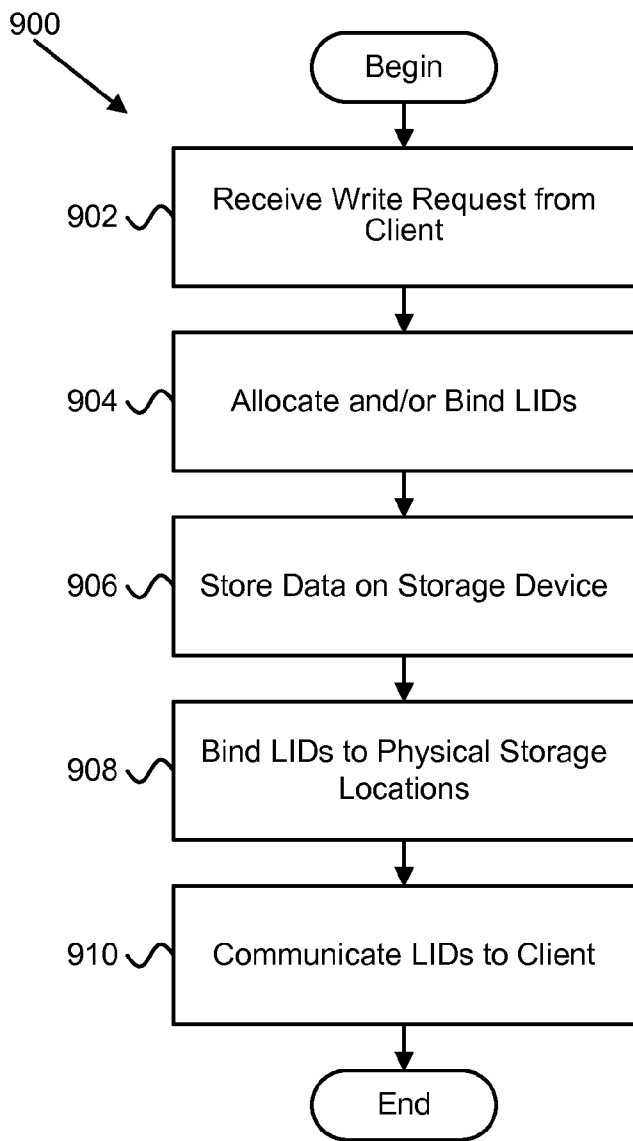 900
Begin
902
Receive Write Request from
Client
904
Allocate and/or Bind LIDs
906
Store Data on Storage Device
908
Bind LIDs to Physical Storage
Locations
910
Communicate LIDs to Client
End